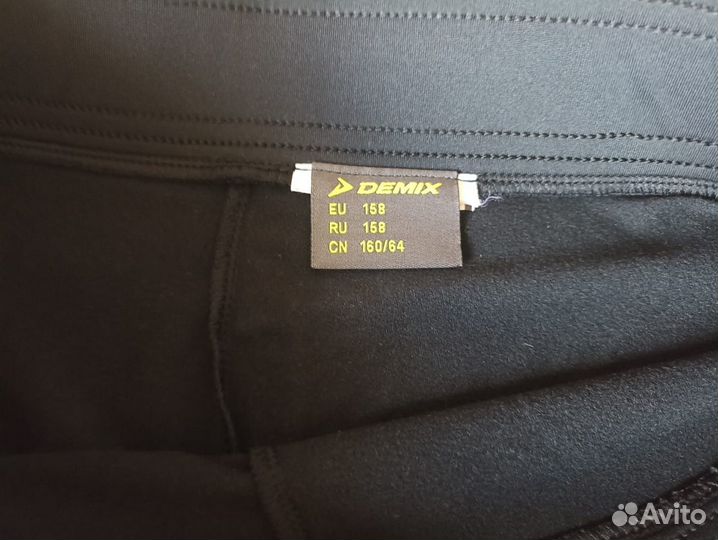 DEMIX
EU 158
RU 158
CN 160/64
Avito